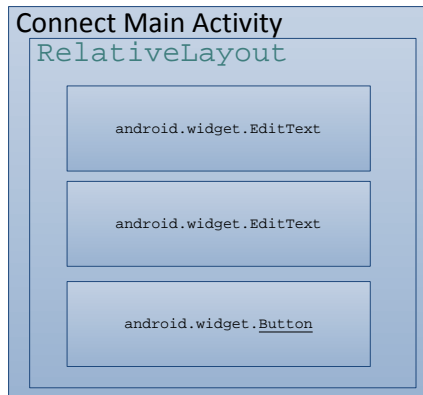 Connect Main Activity
RelativeLayout
android.widget.EditText
android.widget.EditText
android.widget.Button